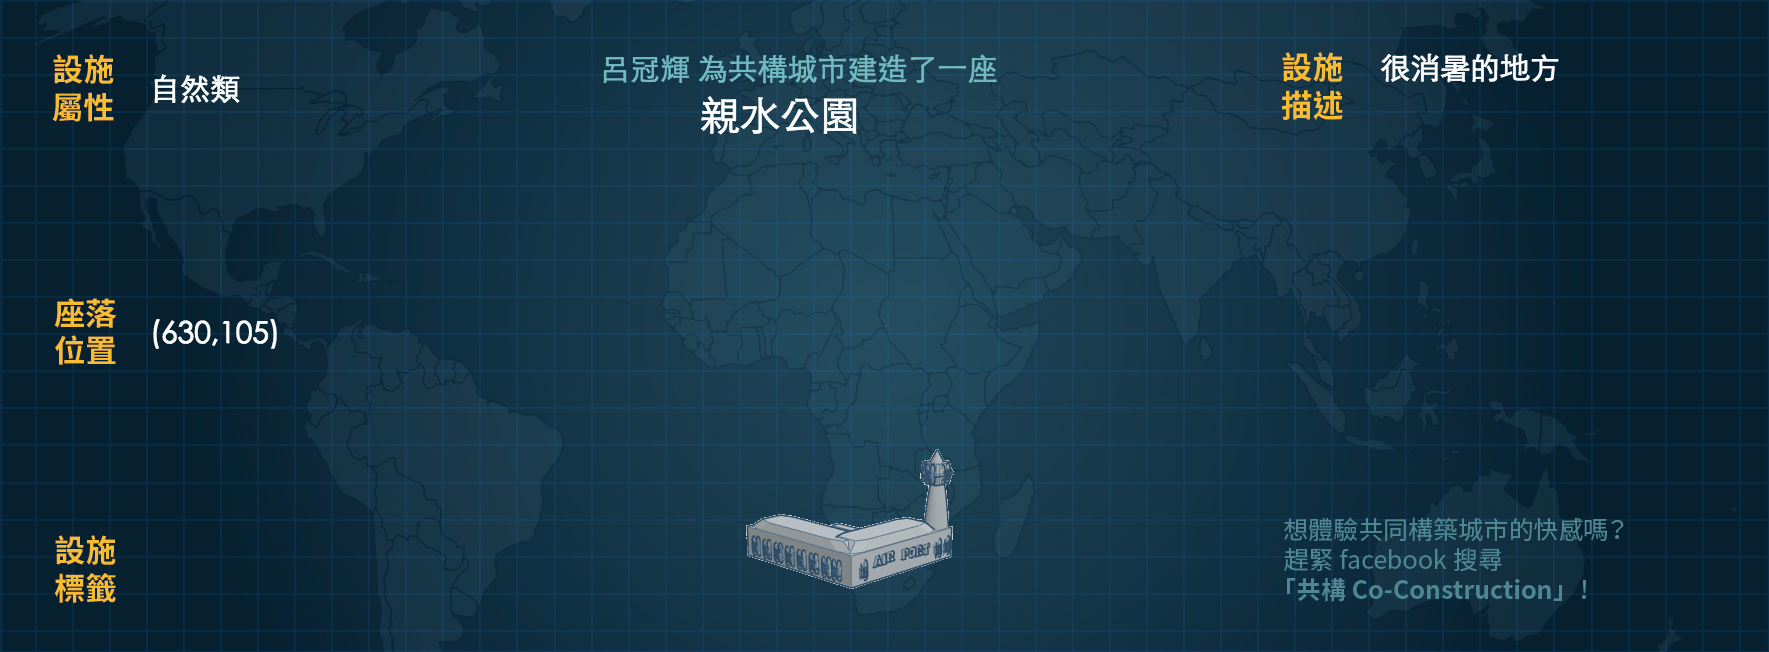 設施
屬性
自然類
呂冠輝 為共構城市建造了一座
親水公園
設施
描述
很消暑的地方
座落
位置
(630,105)
AIR PORT
設施
標籤
想體驗共同構築城市的快感嗎?
趕緊 facebook 搜尋
「共構 Co-Construction」!